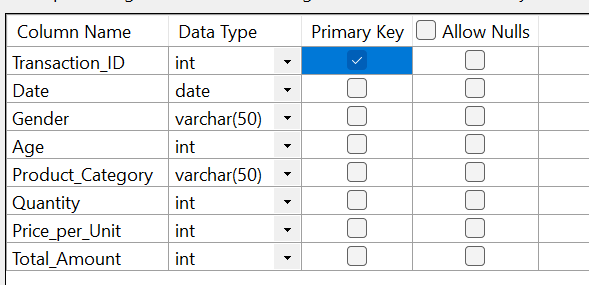 Column Name Data Type Primary Key Allow Nulls
Transaction_ID int
Date date
Gender varchar(50)
Age int
Product_Category varchar(50)
Quantity int
Price_per_Unit int
Total_Amount int